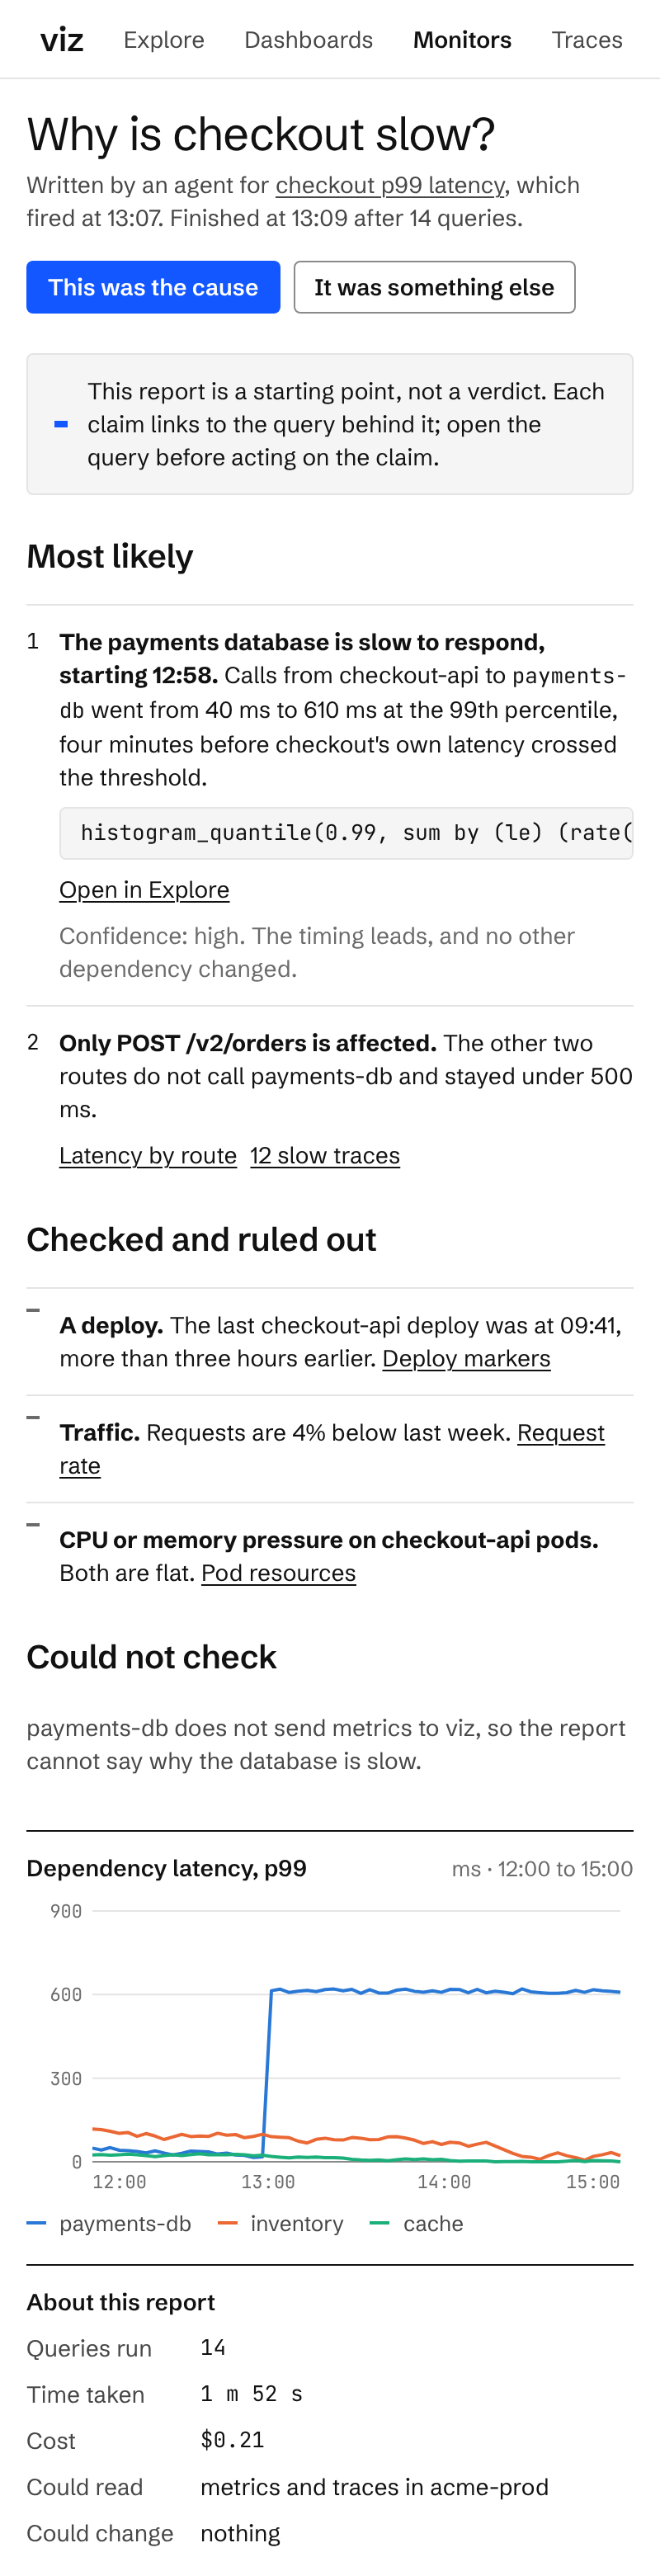 viz Explore Dashboards Monitors Traces
Why is checkout slow?
Written by an agent for checkout p99 latency, which
fired at 13:07. Finished at 13:09 after 14 queries.
This was the cause It was something else
This report is a starting point, not a verdict. Each
claim links to the query behind it; open the
query before acting on the claim.
Most likely
1 The payments database is slow to respond,
starting 12:58. Calls from checkout-api to payments-
db went from 40 ms to 610 ms at the 99th percentile,
four minutes before checkout's own latency crossed
the threshold.
histogram_quantile(0.99, sum by (le) (rate(
Open in Explore
Confidence: high. The timing leads, and no other
dependency changed.
2 Only POST /v2/orders is affected. The other two
routes do not call payments-db and stayed under 500
ms.
Latency by route 12 slow traces
Checked and ruled out
A deploy. The last checkout-api deploy was at 09:41,
more than three hours earlier. Deploy markers
Traffic. Requests are 4% below last week. Request
rate
CPU or memory pressure on checkout-api pods.
Both are flat. Pod resources
Could not check
payments-db does not send metrics to viz, so the report
cannot say why the database is slow.
Dependency latency, p99 ms · 12:00 to 15:00
900
600
300
0
12:00 13:00 14:00 15:00
payments-db inventory cache
About this report
Queries run 14
Time taken 1 m 52 s
Cost $0.21
Could read metrics and traces in acme-prod
Could change nothing